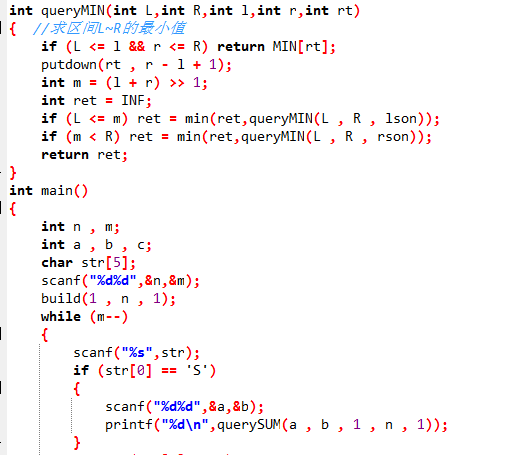 int queryMIN(int L,int R,int l,int r,int rt)
{  //求区间L~R的最小值
    if (L <= l && r <= R) return MIN[rt];
    putdown(rt , r - l + 1);
    int m = (l + r) >> 1;
    int ret = INF;
    if (L <= m) ret = min(ret,queryMIN(L , R , lson));
    if (m < R) ret = min(ret,queryMIN(L , R , rson));
    return ret;
}
int main()
{
    int n , m;
    int a , b , c;
    char str[5];
    scanf("%d%d",&n,&m);
    build(1 , n , 1);
    while (m--)
    {
        scanf("%s",str);
        if (str[0] == 'S')
        {
            scanf("%d%d",&a,&b);
            printf("%d\n",querySUM(a , b , 1 , n , 1));
        }